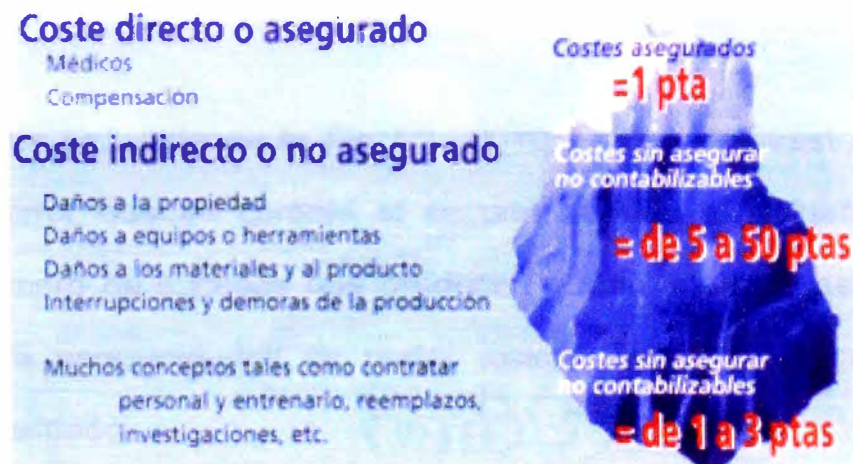 Coste directo o asegurado
Médicos
Compensación
Coste indirecto o no asegurado
Daños a la propiedad
Daños a equipos o herramientas
Daños a los materiales y al producto
Interrupciones y demoras de la producción
Muchos conceptos tales como contratar
personal y entrenarlo, reemplazos,
investigaciones, etc.
Costes asegurados
=1 pta
Costes sin asegurar
no contabilizables
= de 5 a 50 ptas
Costes sin asegurar
no contabilizables
= de 1 a 3 ptas